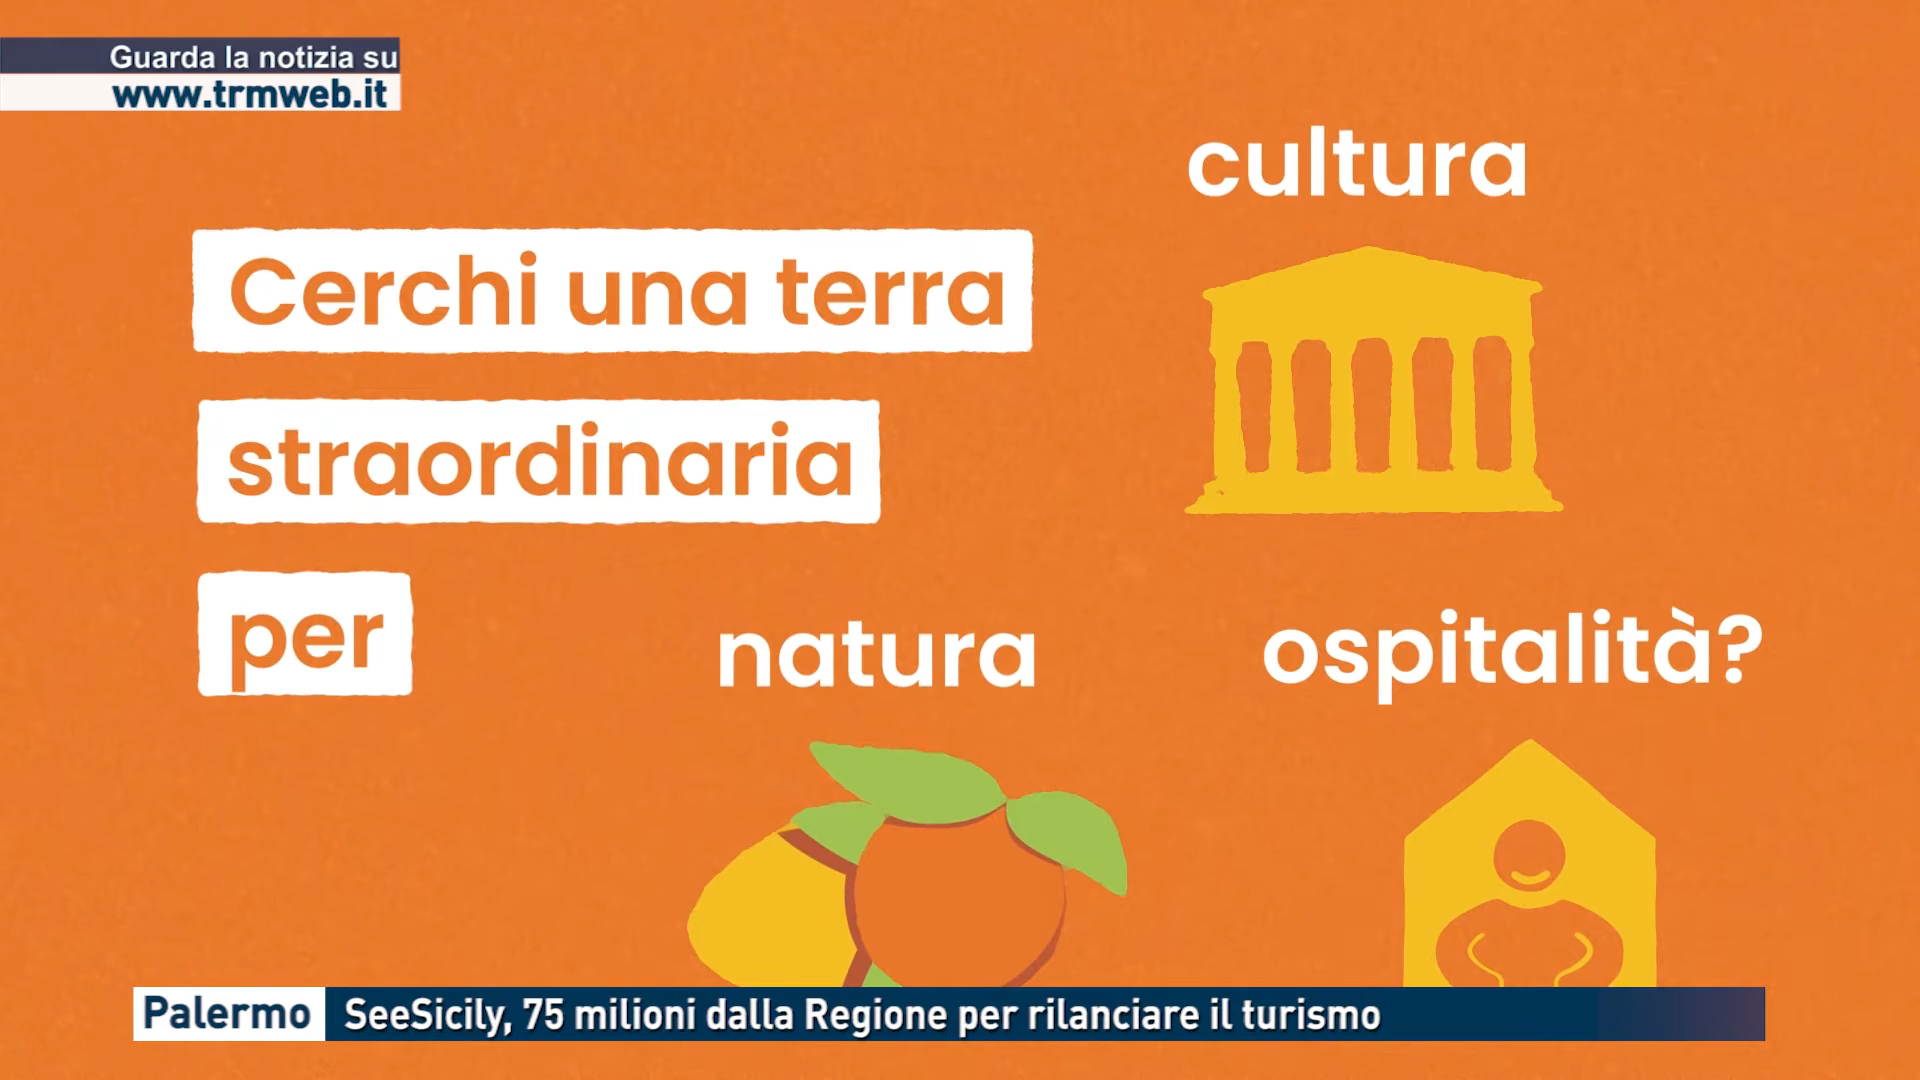 Guarda la notizia su
www.trmweb.it
cultura
Cerchi una terra
straordinaria
per
natura
ospitalità?
Palermo
SeeSicily, 75 milioni dalla Regione per rilanciare il turismo